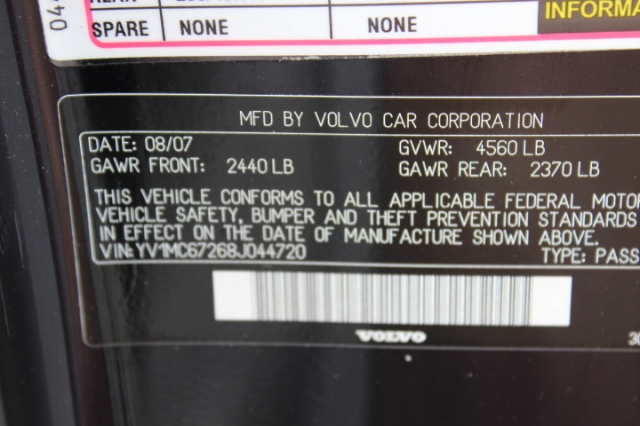 044
SPARE NONE NONE INFORMA
MFD BY VOLVO CAR CORPORATION
DATE: 08/07 GVWR: 4560 LB
GAWR FRONT: 2440 LB GAWR REAR: 2370 LB
THIS VEHICLE CONFORMS TO ALL APPLICABLE FEDERAL MOTOR
VEHICLE SAFETY, BUMPER AND THEFT PREVENTION STANDARDS
IN EFFECT ON THE DATE OF MANUFACTURE SHOWN ABOVE.
VIN: YV1MC67268J044720 TYPE: PASS
VOLVO 30